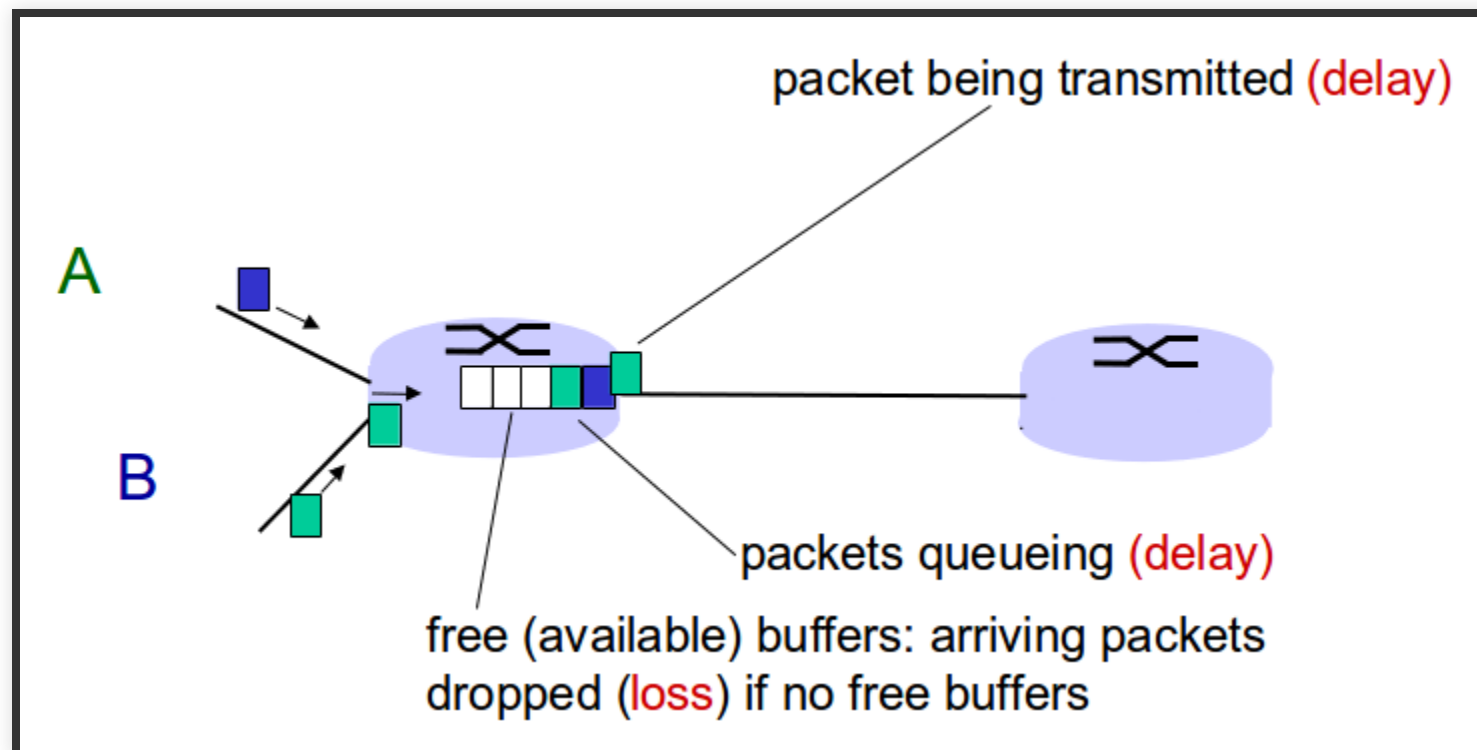 packet being transmitted (delay)
A
B
packets queueing (delay)
free (available) buffers: arriving packets
dropped (loss) if no free buffers